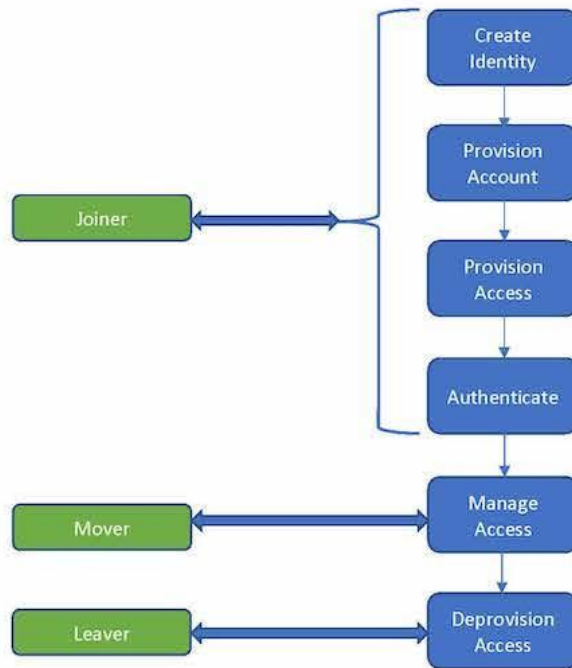 Create
Identity
Provision
Account
Joiner
Provision
Access
Authenticate
Manage
Access
Mover
Deprovision
Access
Leaver